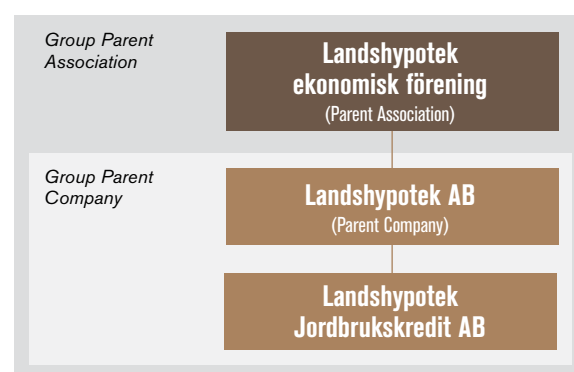 Group Parent
Association
Landshypotek
ekonomisk förening
(Parent Association)
Group Parent
Company
Landshypotek AB
(Parent Company)
Landshypotek
Jordbrukskredit AB